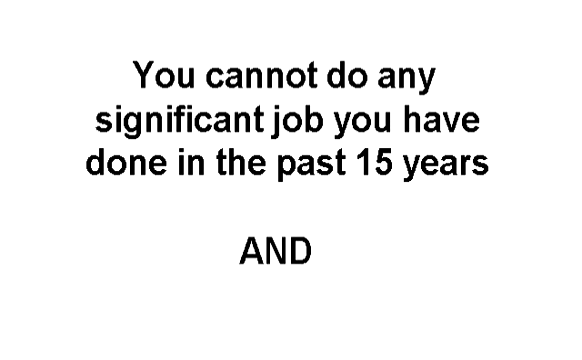 You cannot do any
significant job you have
done in the past 15 years
AND